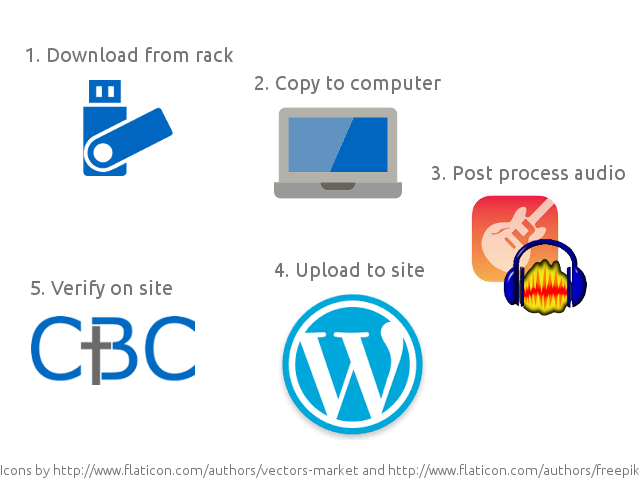 1. Download from rack
2. Copy to computer
3. Post process audio
4. Upload to site
5. Verify on site
CBC
W
Icons by http://www.flaticon.com/authors/vectors-market and http://www.flaticon.com/authors/freepik